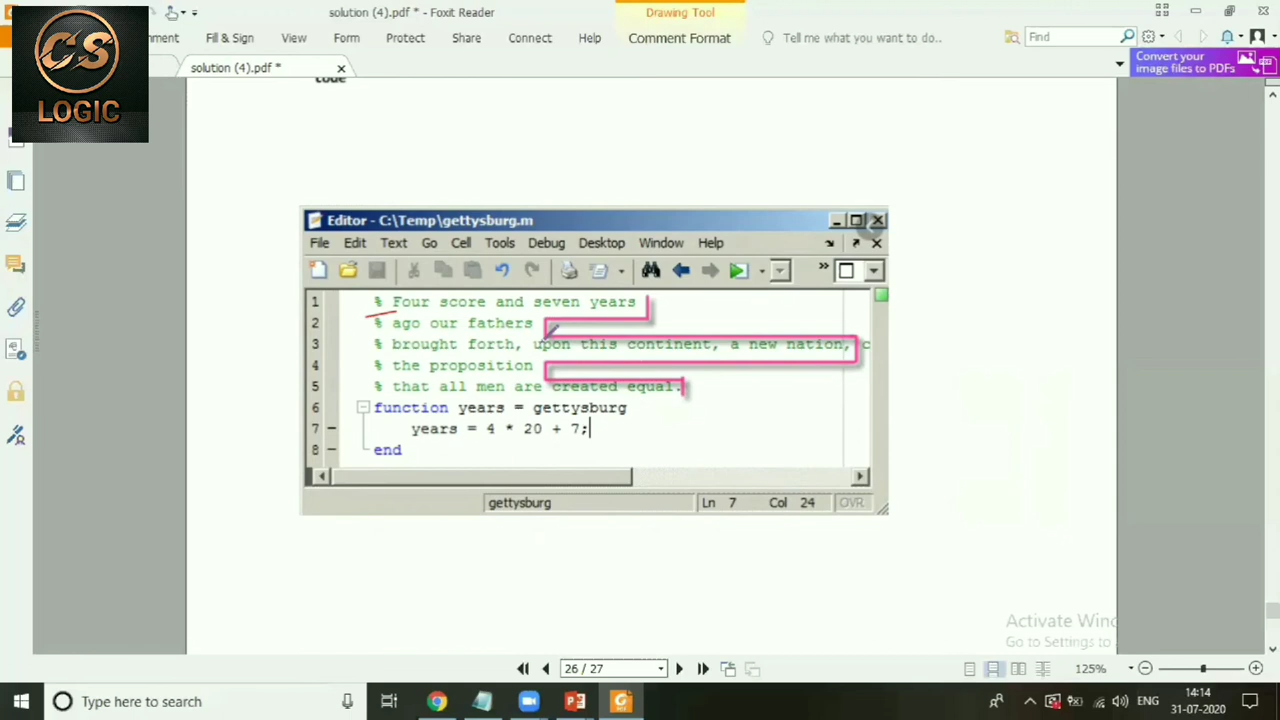 solution (4).pdf * - Foxit Reader
Drawing Tool
Fill & Sign View Form Protect Share Connect Help Comment Format Tell me what you want to do.. Find
CS
LOGIC
solution (4).pdf *
Convert your
image files to PDFs
code
Editor - C:\Temp\gettysburg.m
File Edit Text Go Cell Tools Debug Desktop Window Help
1 % Four score and seven years
2 % ago our fathers
3 % brought forth, upon this continent, a new nation, c
4 % the proposition
5 % that all men are created equal.
6 function years = gettysburg
7 years = 4 * 20 + 7;
8 end
gettysburg Ln 7 Col 24 OVR
Activate Win
Go to Settings to
26 / 27
125%
Type here to search
ENG
14:14
31-07-2020